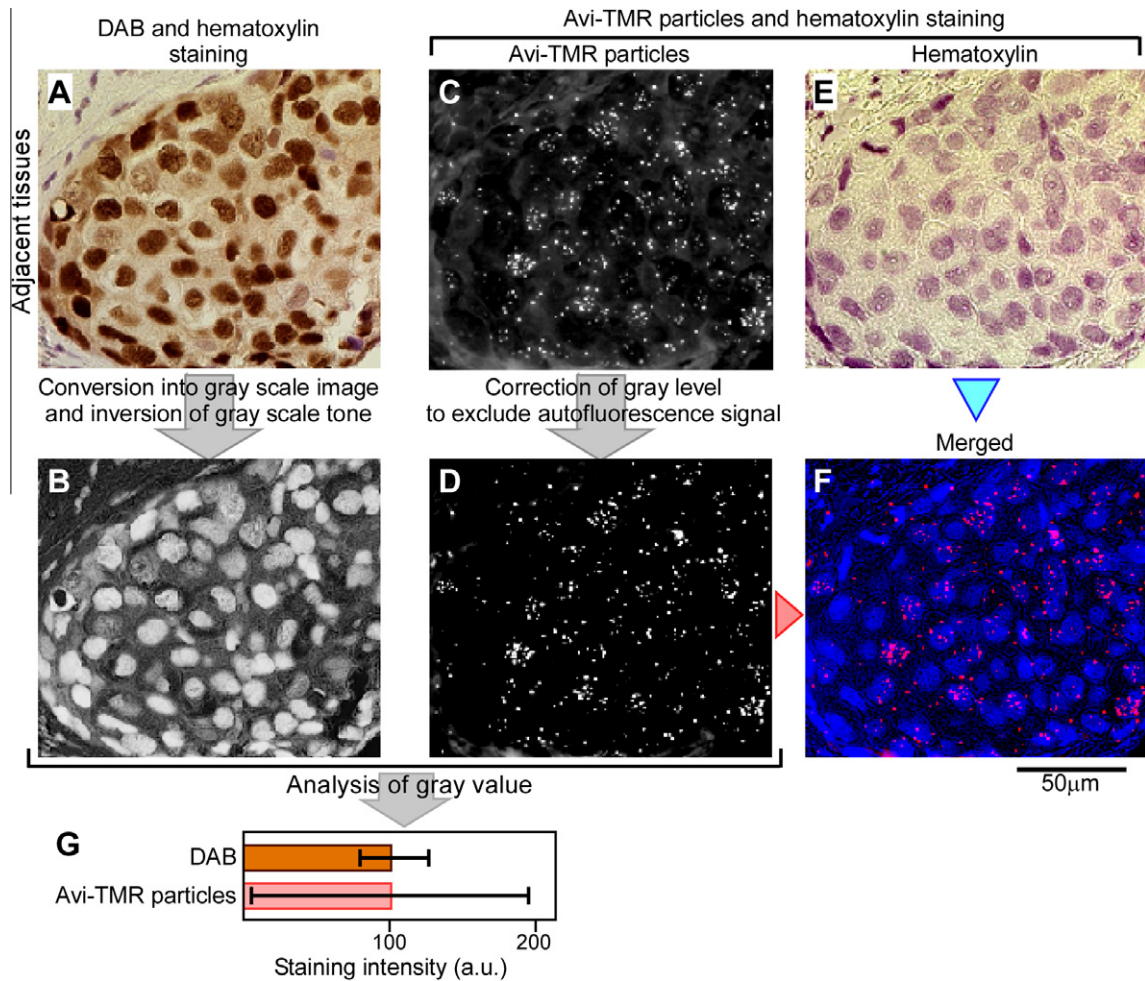 DAB and hematoxylin
staining
Avi-TMR particles and hematoxylin staining
Avi-TMR particles
Hematoxylin
Adjacent tissues
A
C
E
Conversion into gray scale image
and inversion of gray scale tone
Correction of gray level
to exclude autofluorescence signal
Merged
B
D
F
Analysis of gray value
50μm
G
DAB
Avi-TMR particles
100
200
Staining intensity (a.u.)